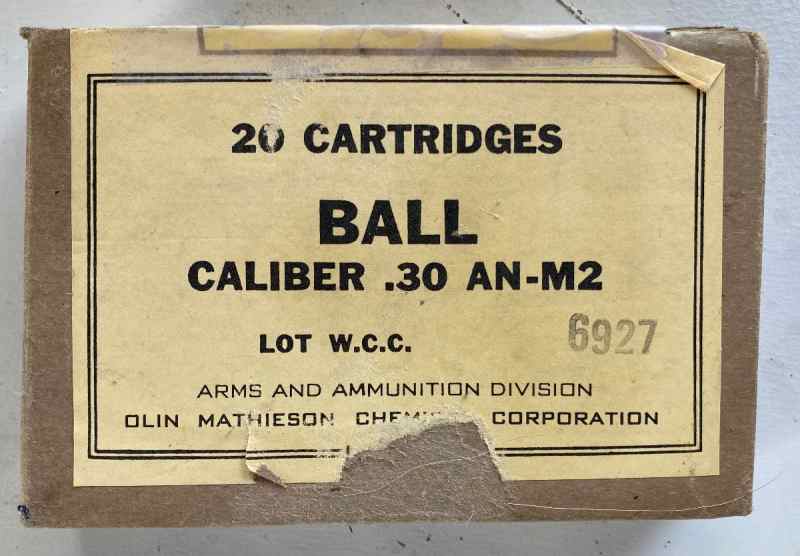 20 CARTRIDGES
BALL
CALIBER .30 AN-M2
LOT W.C.C. 6927
ARMS AND AMMUNITION DIVISION
OLIN MATHIESON CORPORATION